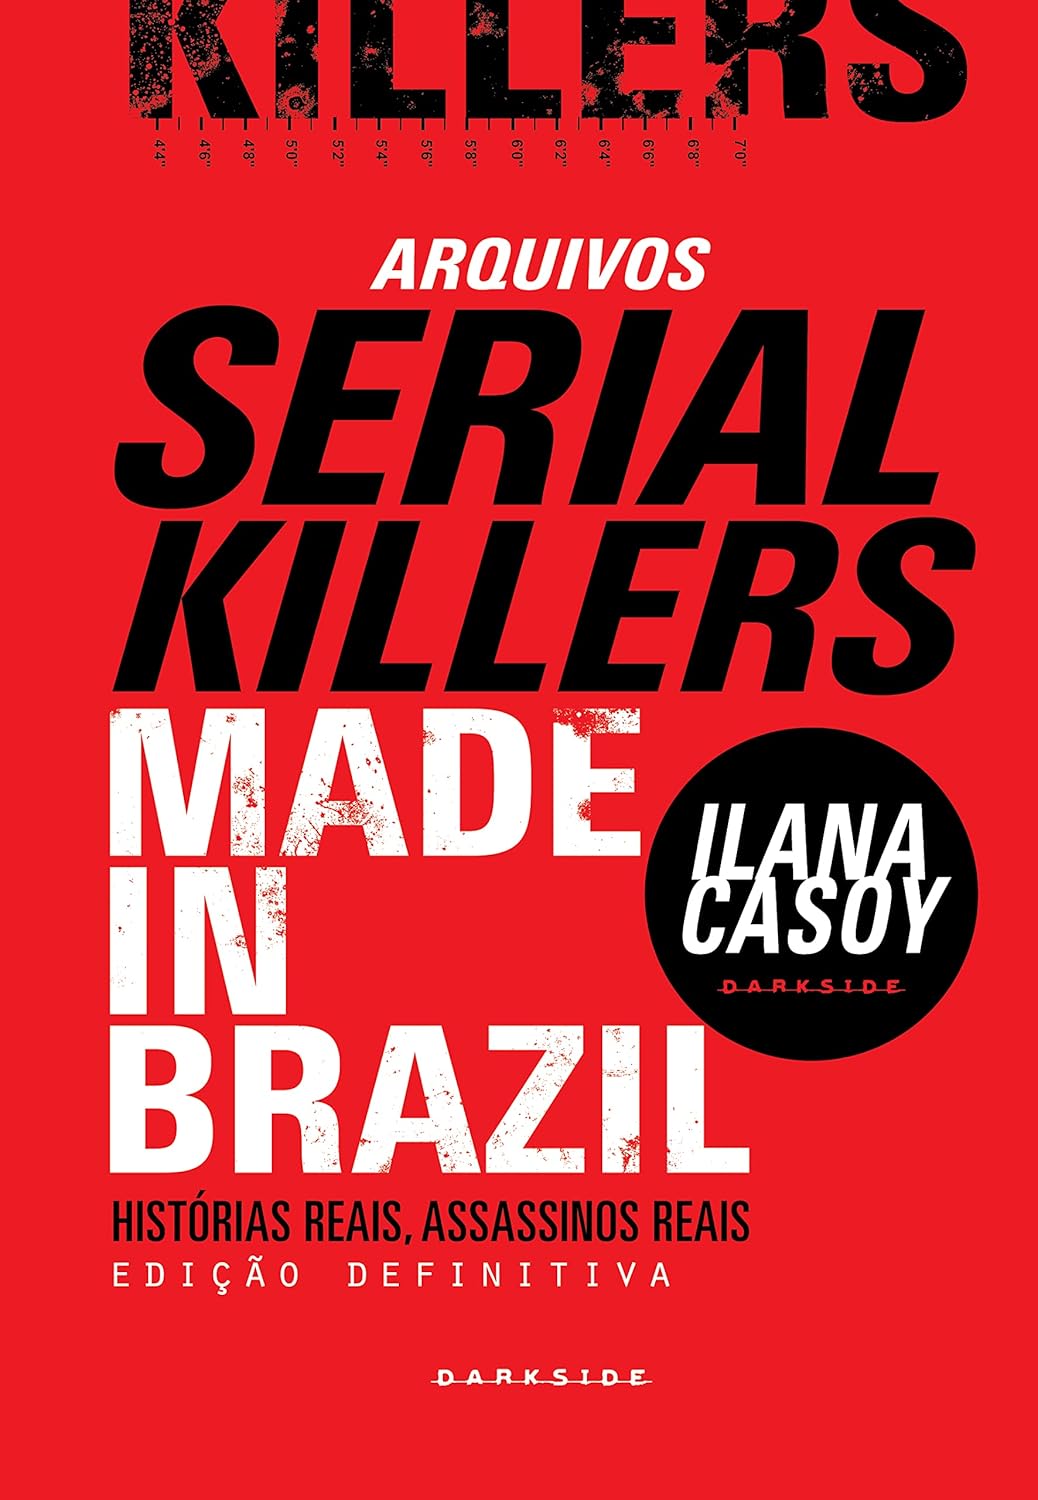 KILLERS
4'4" 4'6" 4'8" 5'0" 5'2" 5'4" 5'6" 5'8" 6'0" 6'2" 6'4" 6'6" 6'8" 7'0"
ARQUIVOS
SERIAL
KILLERS
MADE
IN
BRAZIL
ILANA
CASOY
DARKSIDE
HISTÓRIAS REAIS, ASSASSINOS REAIS
EDIÇÃO DEFINITIVA
DARKSIDE